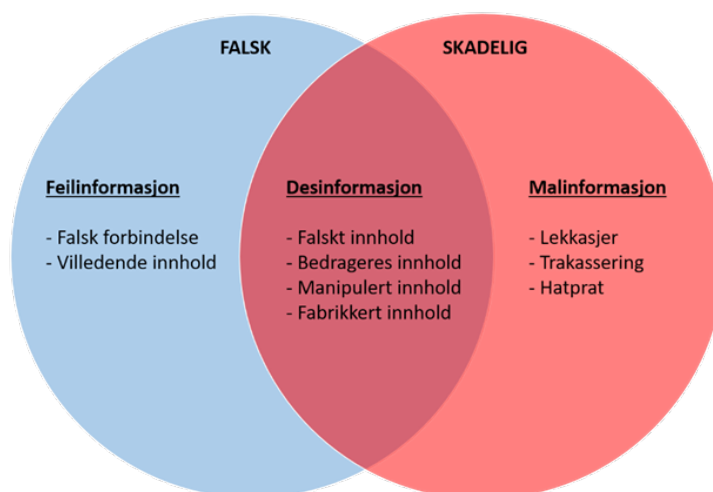 FALSK
SKADELIG
Feilinformasjon
- Falsk forbindelse
- Villedende innhold
Desinformasjon
- Falskt innhold
- Bedrageres innhold
- Manipulert innhold
- Fabrikkert innhold
Malinformasjon
- Lekkasjer
- Trakassering
- Hatprat